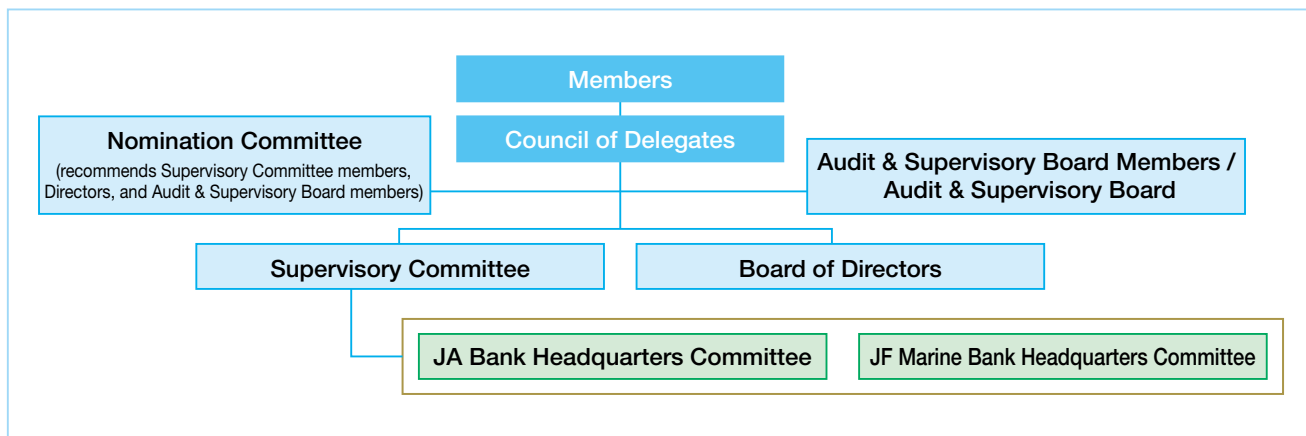 Members
Council of Delegates
Nomination Committee
(recommends Supervisory Committee members,
Directors, and Audit & Supervisory Board members)
Audit & Supervisory Board Members /
Audit & Supervisory Board
Supervisory Committee
Board of Directors
JA Bank Headquarters Committee
JF Marine Bank Headquarters Committee